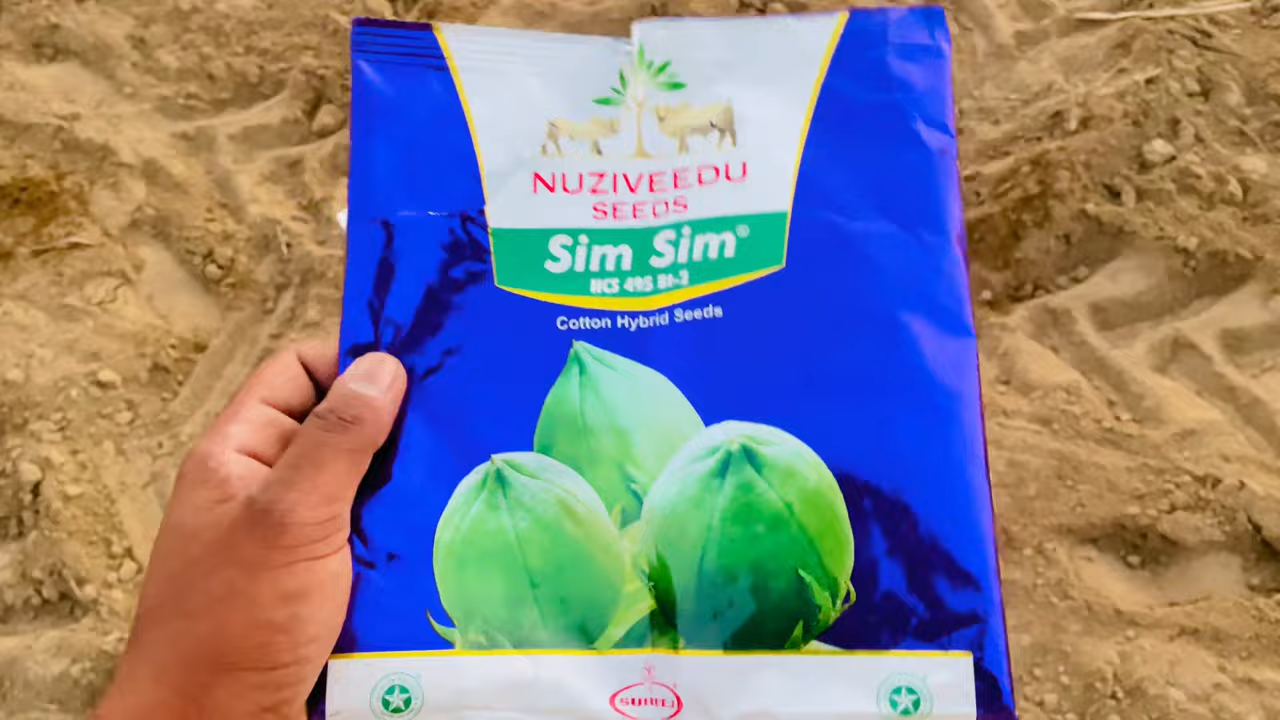 NUZIVEEDU
SEEDS
Sim Sim®
NCS 495 Bt-2
Cotton Hybrid Seeds